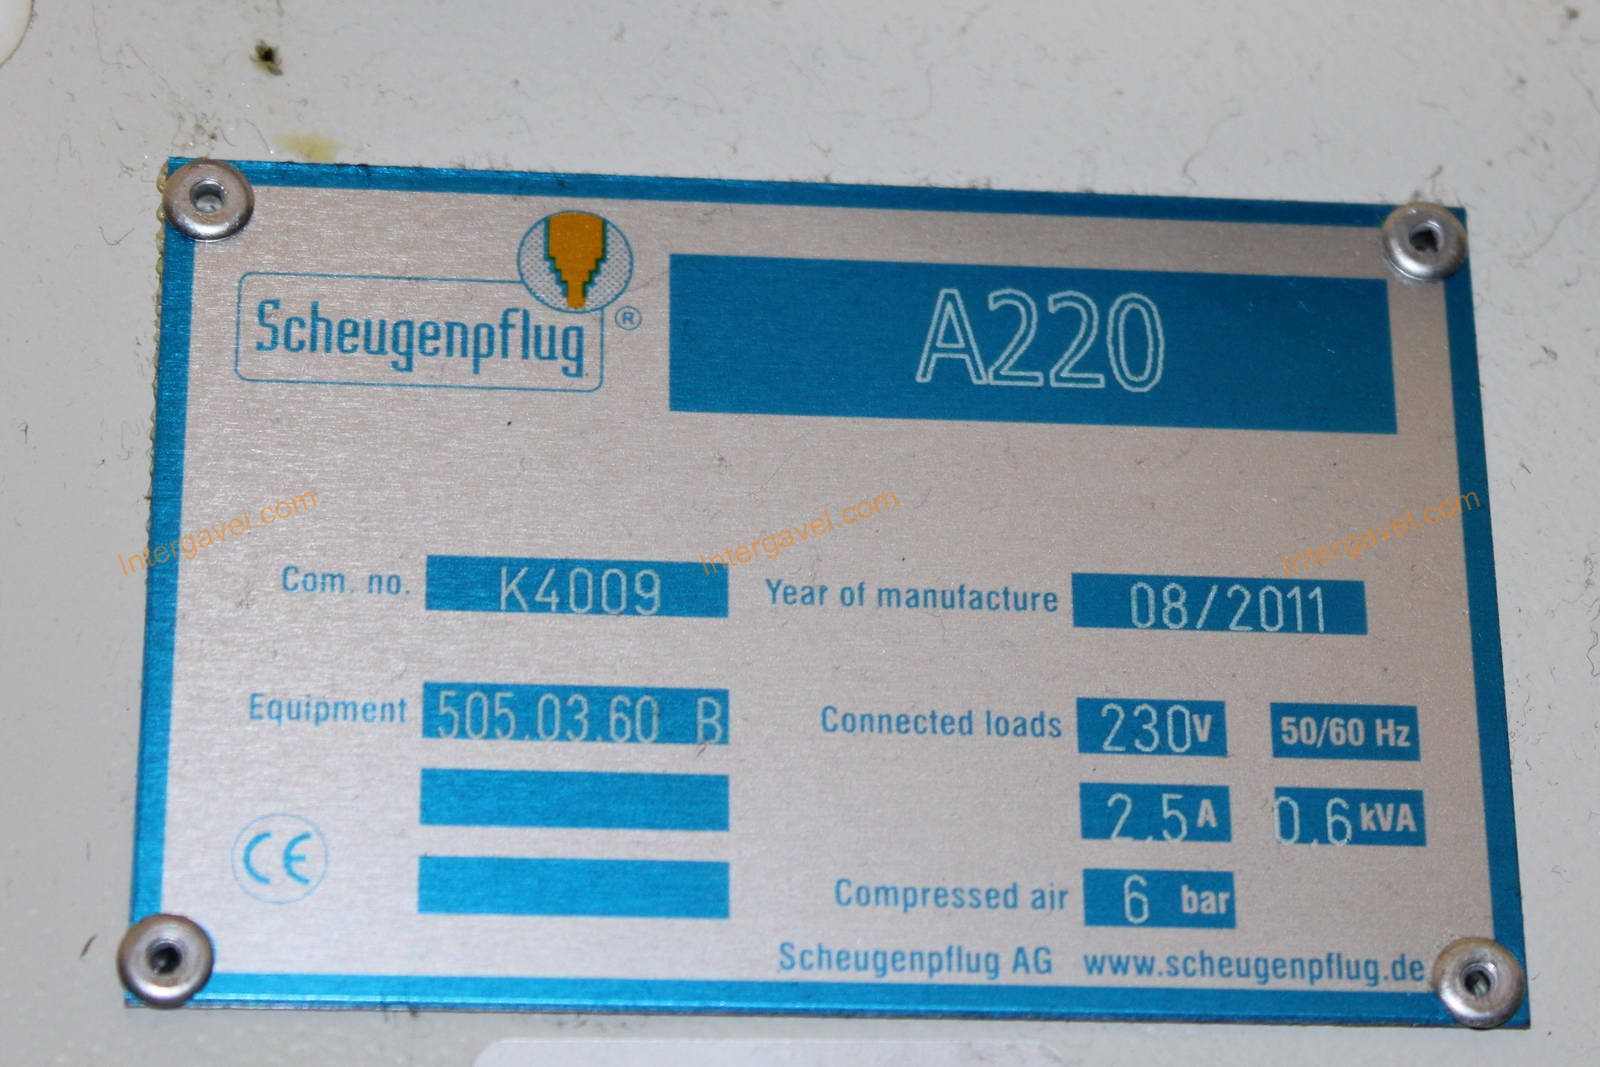 Scheugenpflug ®
A220
Com. no. K4009 Year of manufacture 08/2011
Equipment 505.03.60 B Connected loads 230V 50/60 Hz
2.5A 0.6kVA
CE
Compressed air 6 bar
Scheugenpflug AG www.scheugenpflug.de
Intergavel.com Intergavel.com Intergavel.com